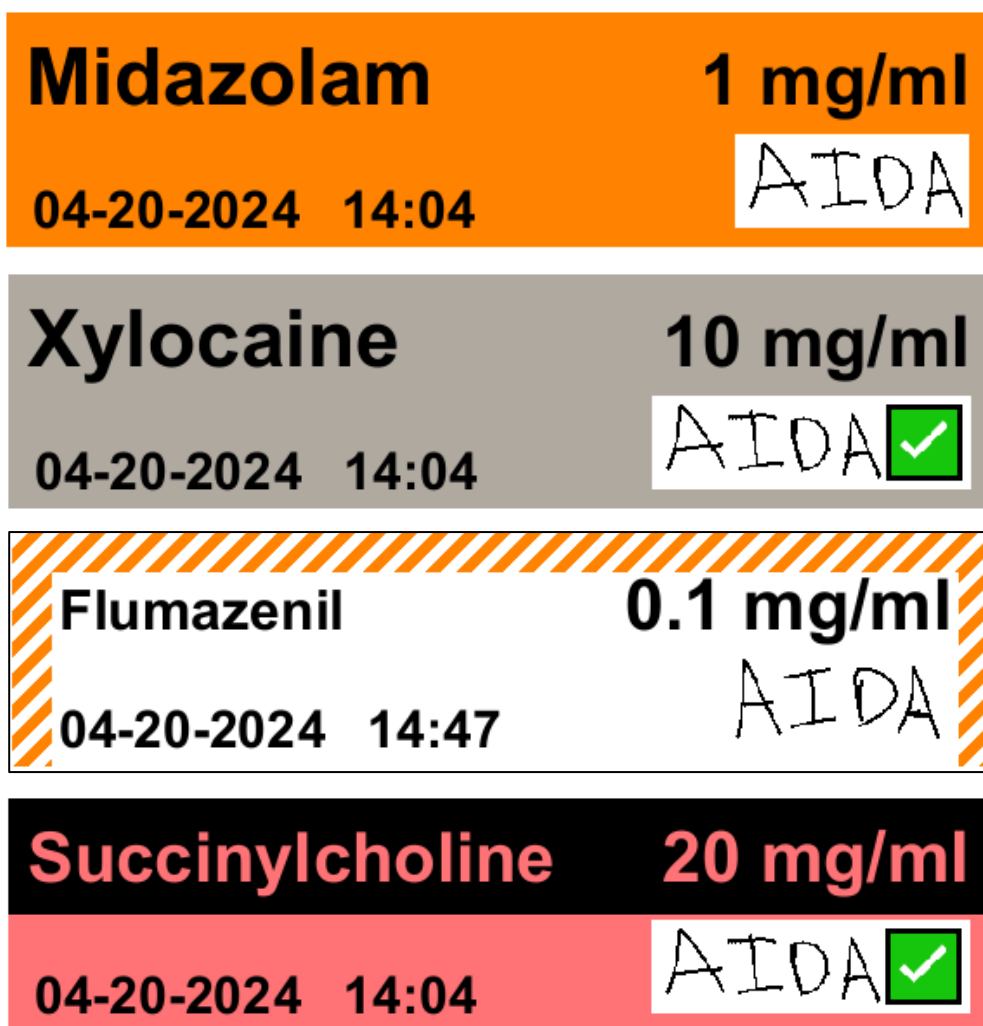 Midazolam 1 mg/ml
04-20-2024 14:04 AIDA
Xylocaine 10 mg/ml
04-20-2024 14:04 AIDA
Flumazenil 0.1 mg/ml
04-20-2024 14:47 AIDA
Succinylcholine 20 mg/ml
04-20-2024 14:04 AIDA